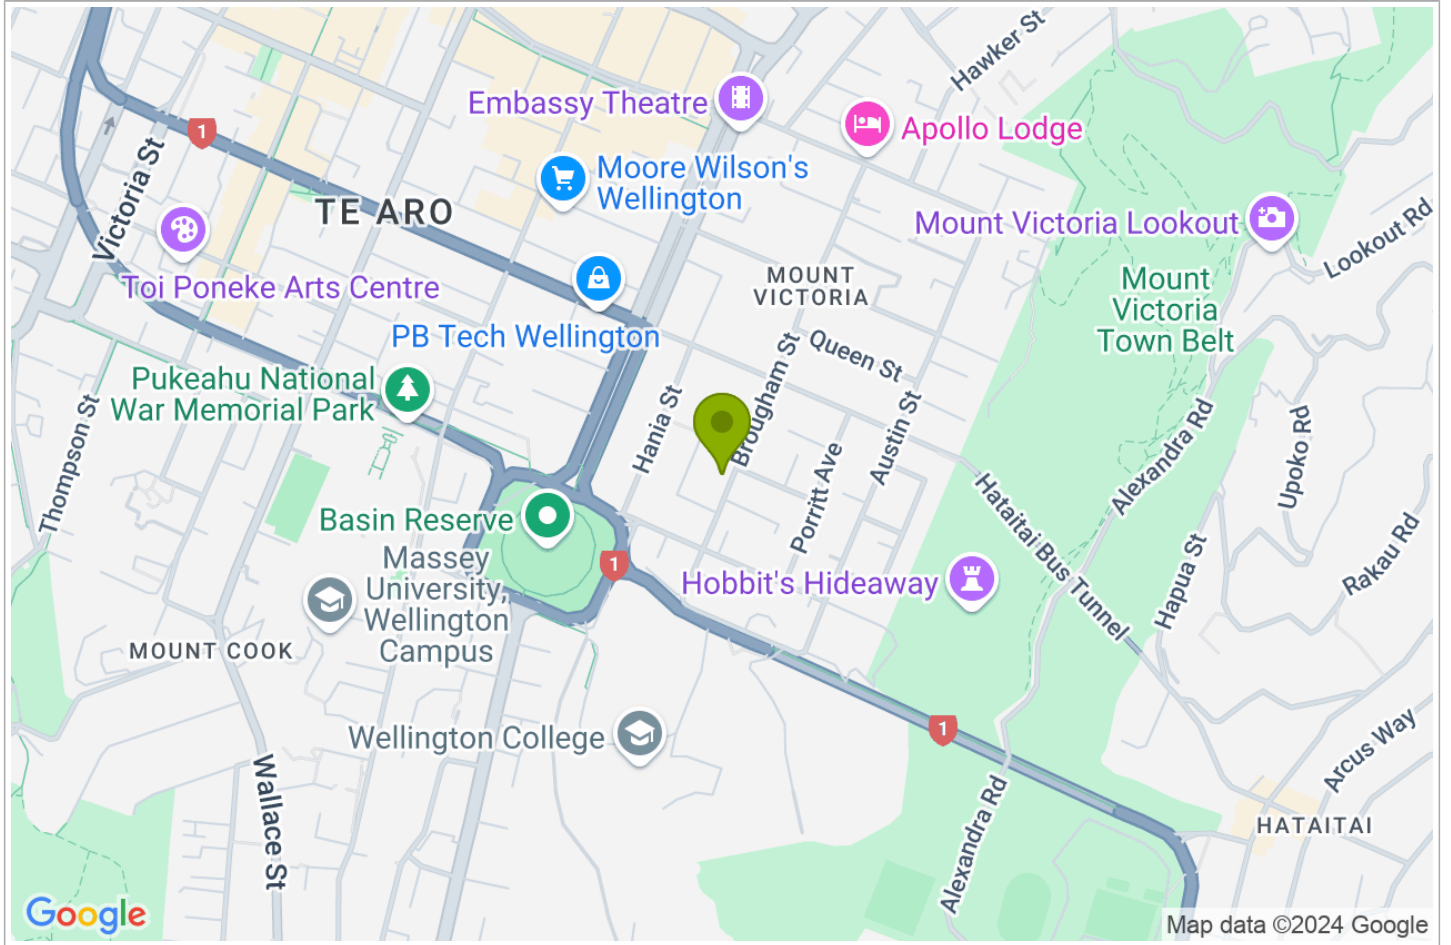 Hawker St
Embassy Theatre
Apollo Lodge
1
Victoria St
Moore Wilson's
Wellington
TE ARO
Mount Victoria Lookout
Lookout Rd
Toi Poneke Arts Centre
MOUNT
VICTORIA
Mount
Victoria
Town Belt
PB Tech Wellington
Queen St
Pukeahu National
War Memorial Park
Brougham St
Hania St
Austin St
Thompson St
Alexandra Rd
Upoko Rd
Porritt Ave
Basin Reserve
Hataitai Bus Tunnel
Hapua St
Rakau Rd
1
Massey
University,
Wellington
Campus
Hobbit's Hideaway
MOUNT COOK
Wellington College
1
Arcus Way
Wallace St
Alexandra Rd
HATAITAI
Google
Map data ©2024 Google